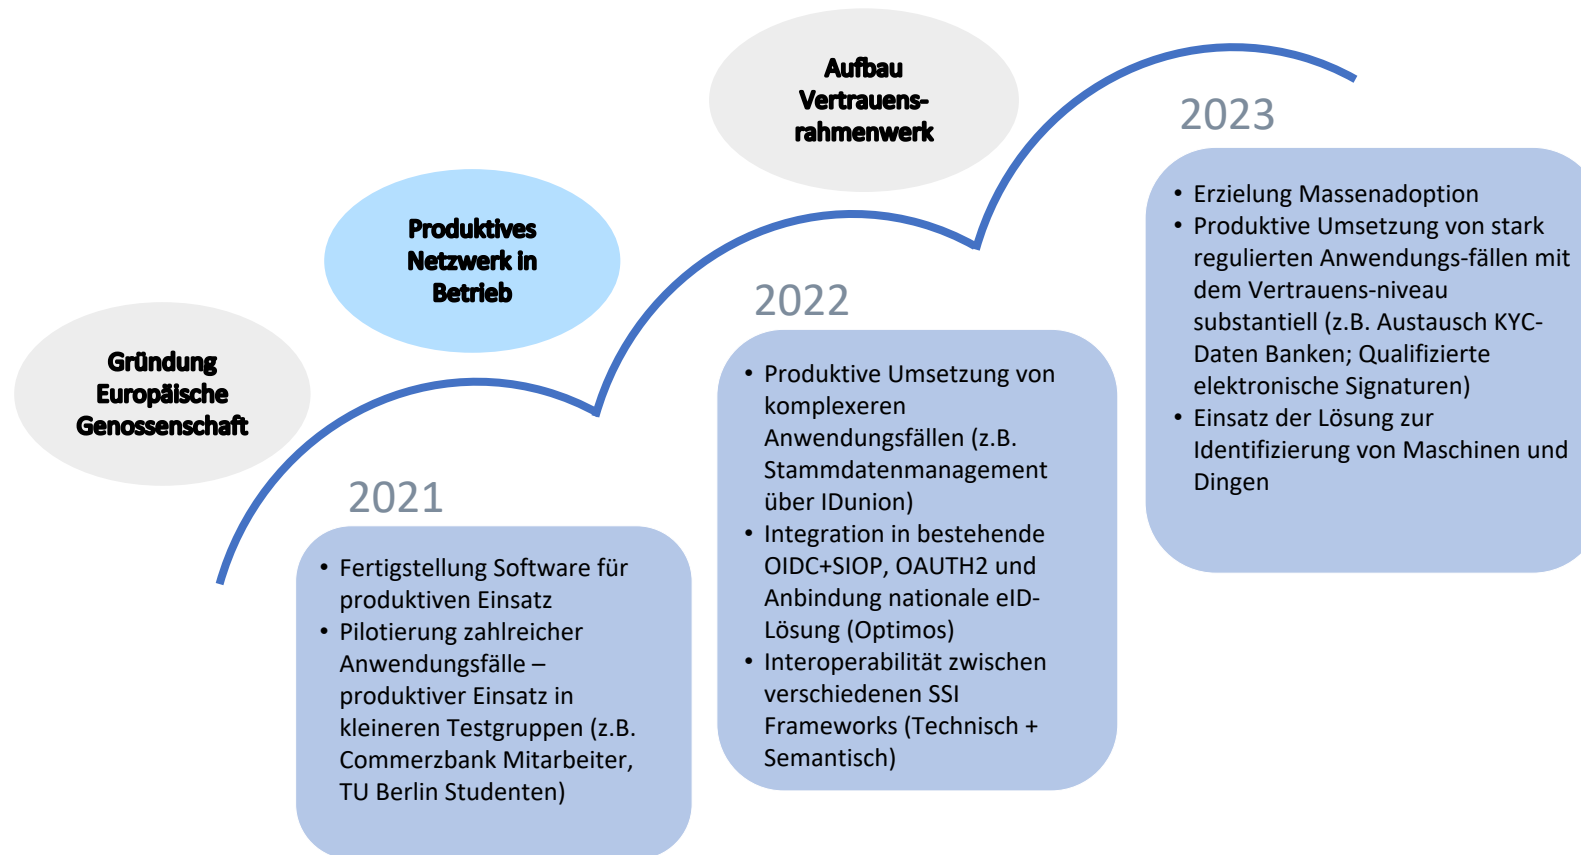 Gründung
Europäische
Genossenschaft
Produktives
Netzwerk in
Betrieb
Aufbau
Vertrauens-
rahmenwerk
2021
• Fertigstellung Software für
produktiven Einsatz
• Pilotierung zahlreicher
Anwendungsfälle –
produktiver Einsatz in
kleineren Testgruppen (z.B.
Commerzbank Mitarbeiter,
TU Berlin Studenten)
2022
• Produktive Umsetzung von
komplexeren
Anwendungsfällen (z.B.
Stammdatenmanagement
über IDunion)
• Integration in bestehende
OIDC+SIOP, OAUTH2 und
Anbindung nationale eID-
Lösung (Optimos)
• Interoperabilität zwischen
verschiedenen SSI
Frameworks (Technisch +
Semantisch)
2023
• Erzielung Massenadoption
• Produktive Umsetzung von stark
regulierten Anwendungs-fällen mit
dem Vertrauens-niveau
substantiell (z.B. Austausch KYC-
Daten Banken; Qualifizierte
elektronische Signaturen)
• Einsatz der Lösung zur
Identifizierung von Maschinen und
Dingen